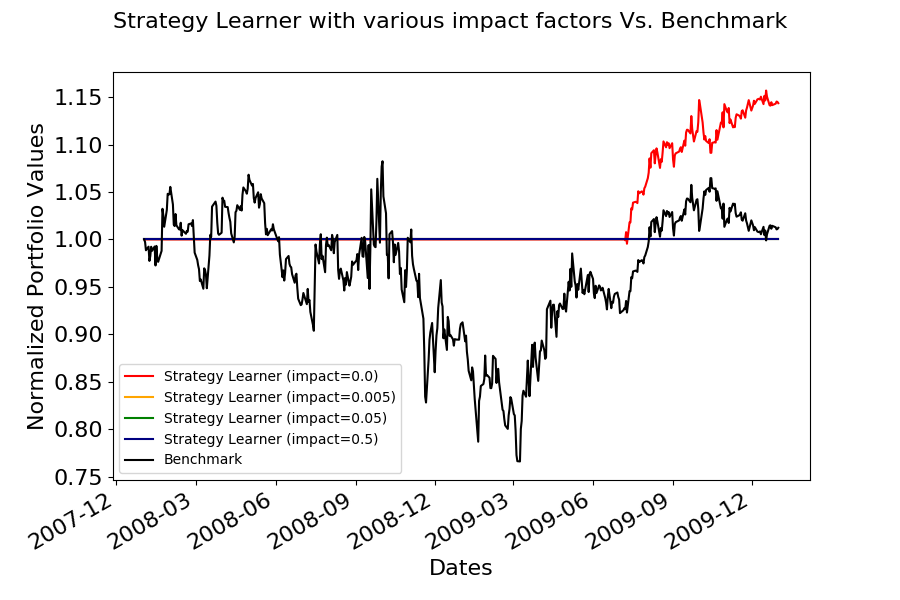 Strategy Learner with various impact factors Vs. Benchmark
Normalized Portfolio Values
1.15
1.10
1.05
1.00
0.95
0.90
0.85
0.80
0.75
Strategy Learner (impact=0.0)
Strategy Learner (impact=0.005)
Strategy Learner (impact=0.05)
Strategy Learner (impact=0.5)
Benchmark
2007-12
2008-03
2008-06
2008-09
2008-12
2009-03
2009-06
2009-09
2009-12
Dates